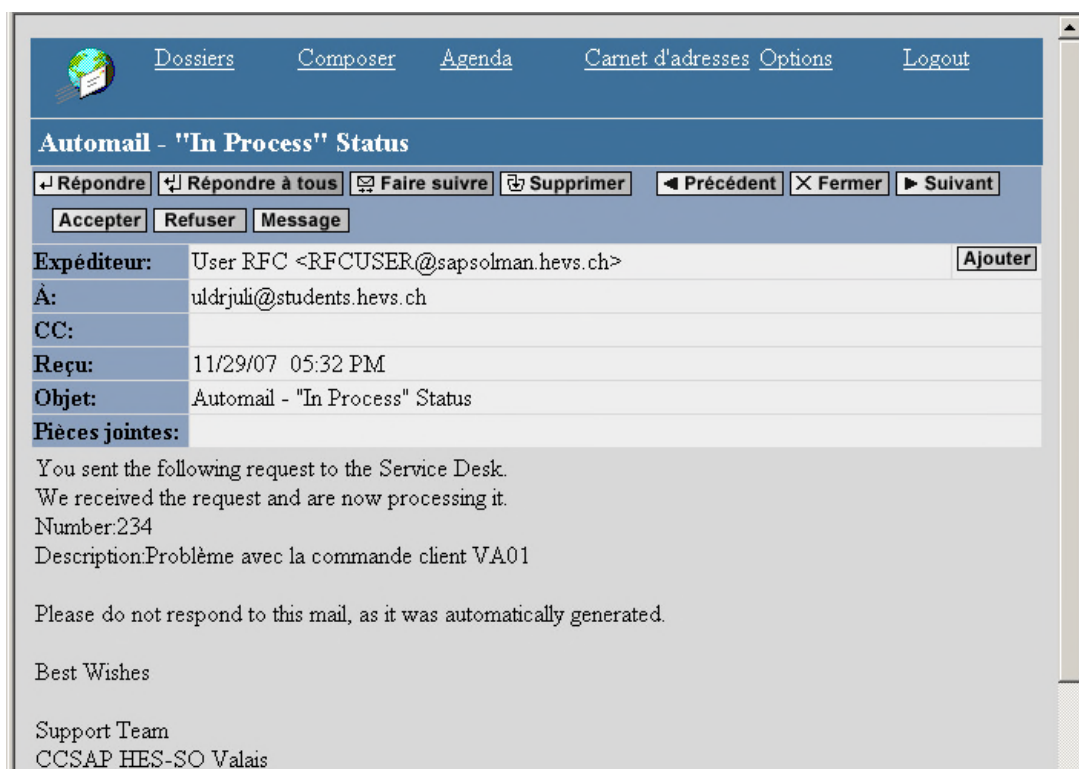 Dossiers Composer Agenda Carnet d'adresses Options Logout
Automail - "In Process" Status
Répondre Répondre à tous Faire suivre Supprimer Précédent Fermer Suivant
Accepter Refuser Message
Expéditeur: User RFC <RFCUSER@sapsolman.hevs.ch> Ajouter
À: uldrjuli@students.hevs.ch
CC:
Reçu: 11/29/07 05:32 PM
Objet: Automail - "In Process" Status
Pièces jointes:
You sent the following request to the Service Desk.
We received the request and are now processing it.
Number:234
Description:Problème avec la commande client VA01
Please do not respond to this mail, as it was automatically generated.
Best Wishes
Support Team
CCSAP HES-SO Valais